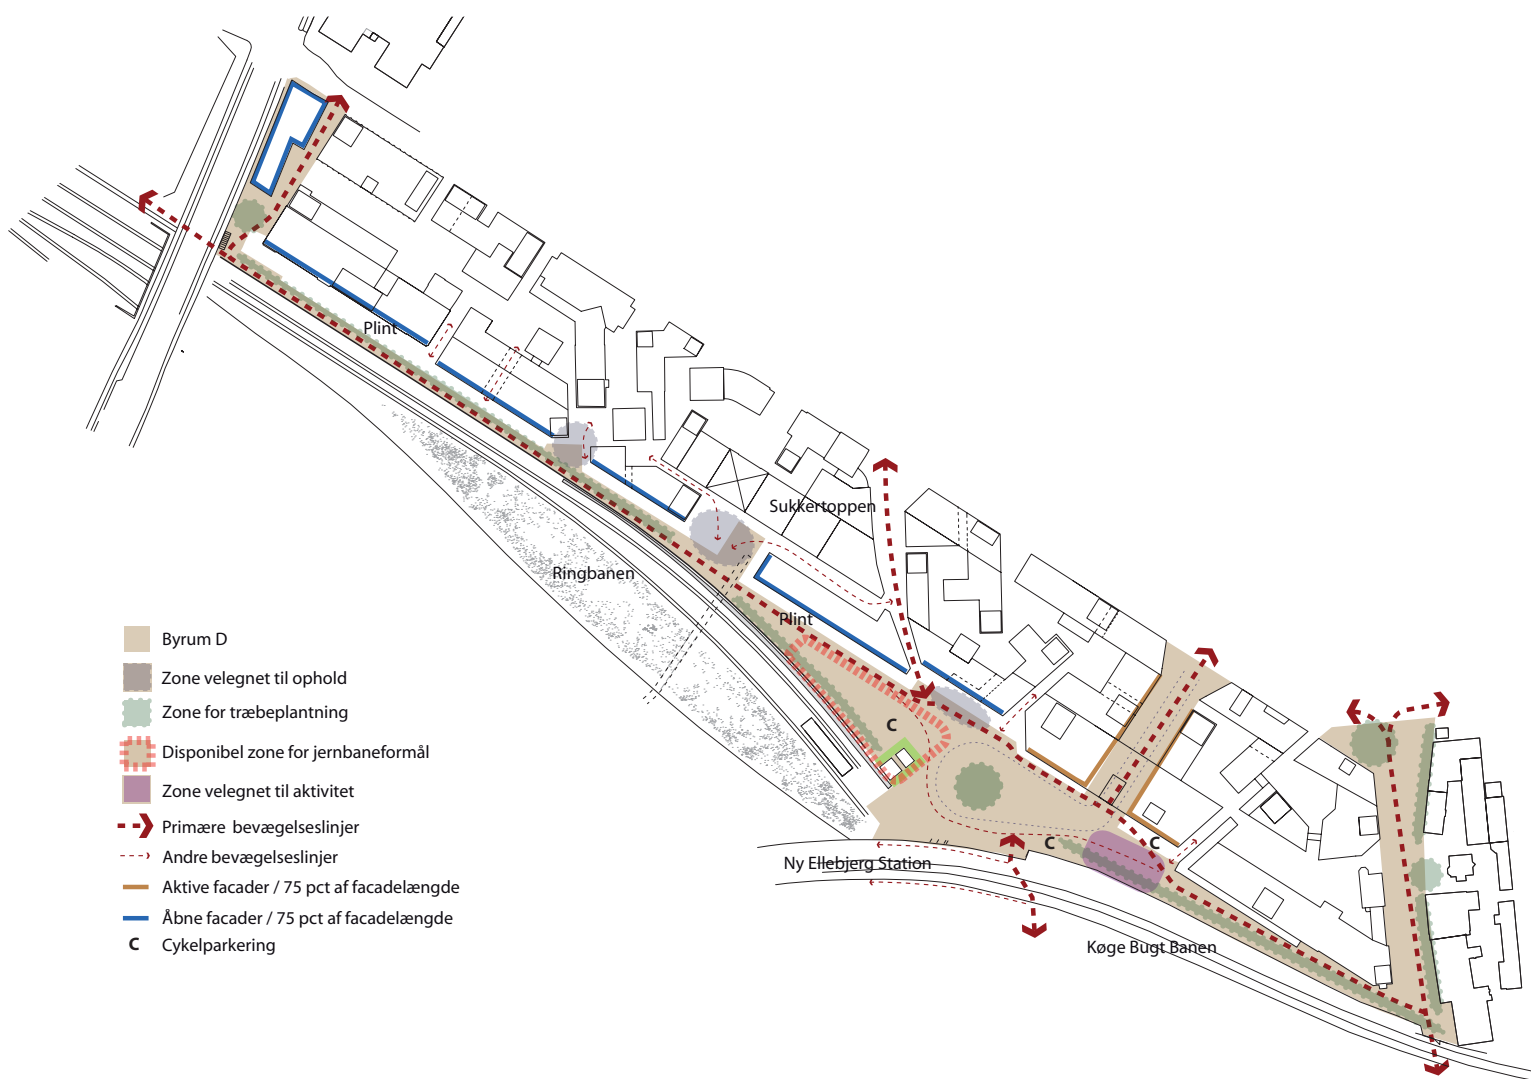 Plint
Sukkertoppen
Ringbanen
Plint
C
C
C
Ny Ellebjerg Station
Køge Bugt Banen
Byrum D
Zone velegnet til ophold
Zone for træbeplantning
Disponibel zone for jernbaneformål
Zone velegnet til aktivitet
Primære bevægelseslinjer
Andre bevægelseslinjer
Aktive facader / 75 pct af facadelængde
Åbne facader / 75 pct af facadelængde
C Cykelparkering